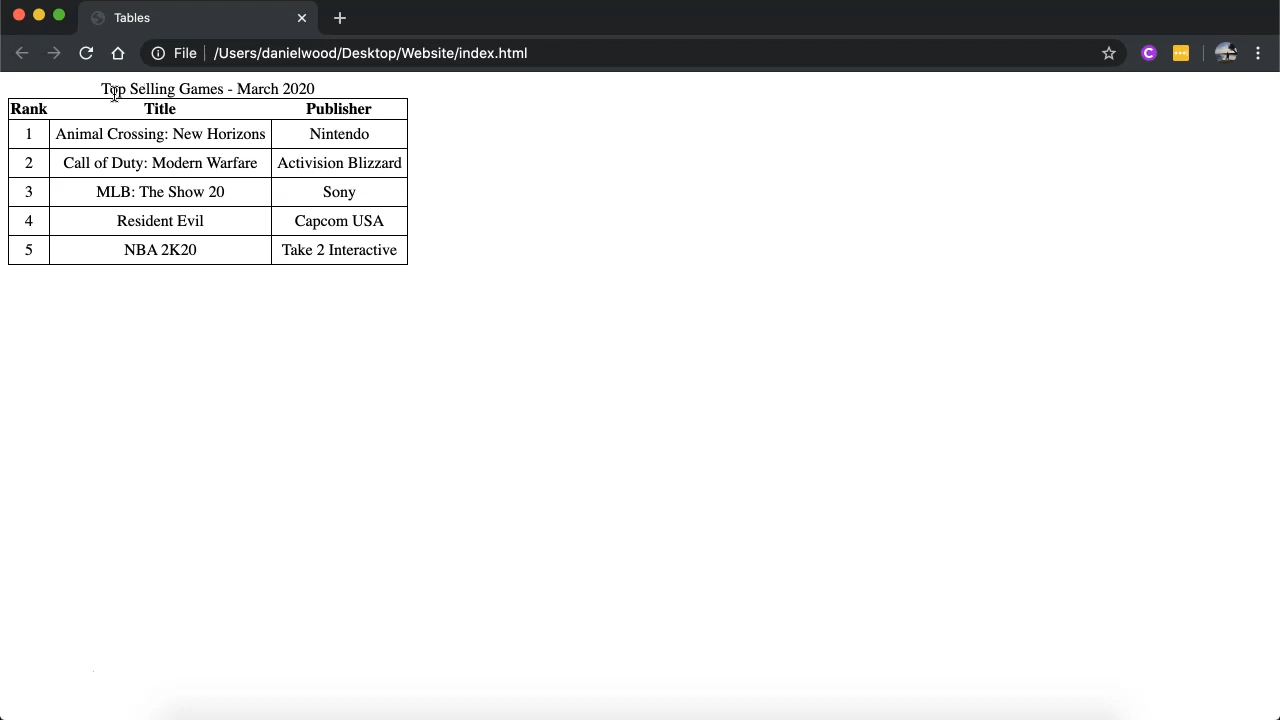 Tables
File /Users/danielwood/Desktop/Website/index.html
C
Top Selling Games - March 2020
Rank Title Publisher
1 Animal Crossing: New Horizons Nintendo
2 Call of Duty: Modern Warfare Activision Blizzard
3 MLB: The Show 20 Sony
4 Resident Evil Capcom USA
5 NBA 2K20 Take 2 Interactive